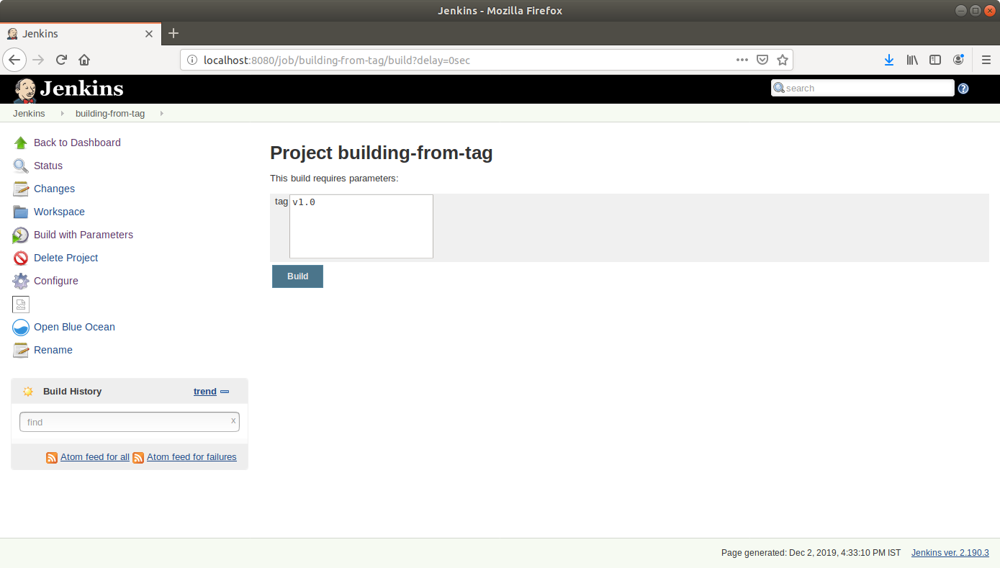 Jenkins - Mozilla Firefox
Jenkins
localhost:8080/job/building-from-tag/build?delay=0sec
Jenkins
search
Jenkins building-from-tag
Back to Dashboard
Status
Changes
Workspace
Build with Parameters
Delete Project
Configure
Open Blue Ocean
Rename
Project building-from-tag
This build requires parameters:
tag v1.0
Build
Build History trend
find x
Atom feed for all Atom feed for failures
Page generated: Dec 2, 2019, 4:33:10 PM IST Jenkins ver. 2.190.3